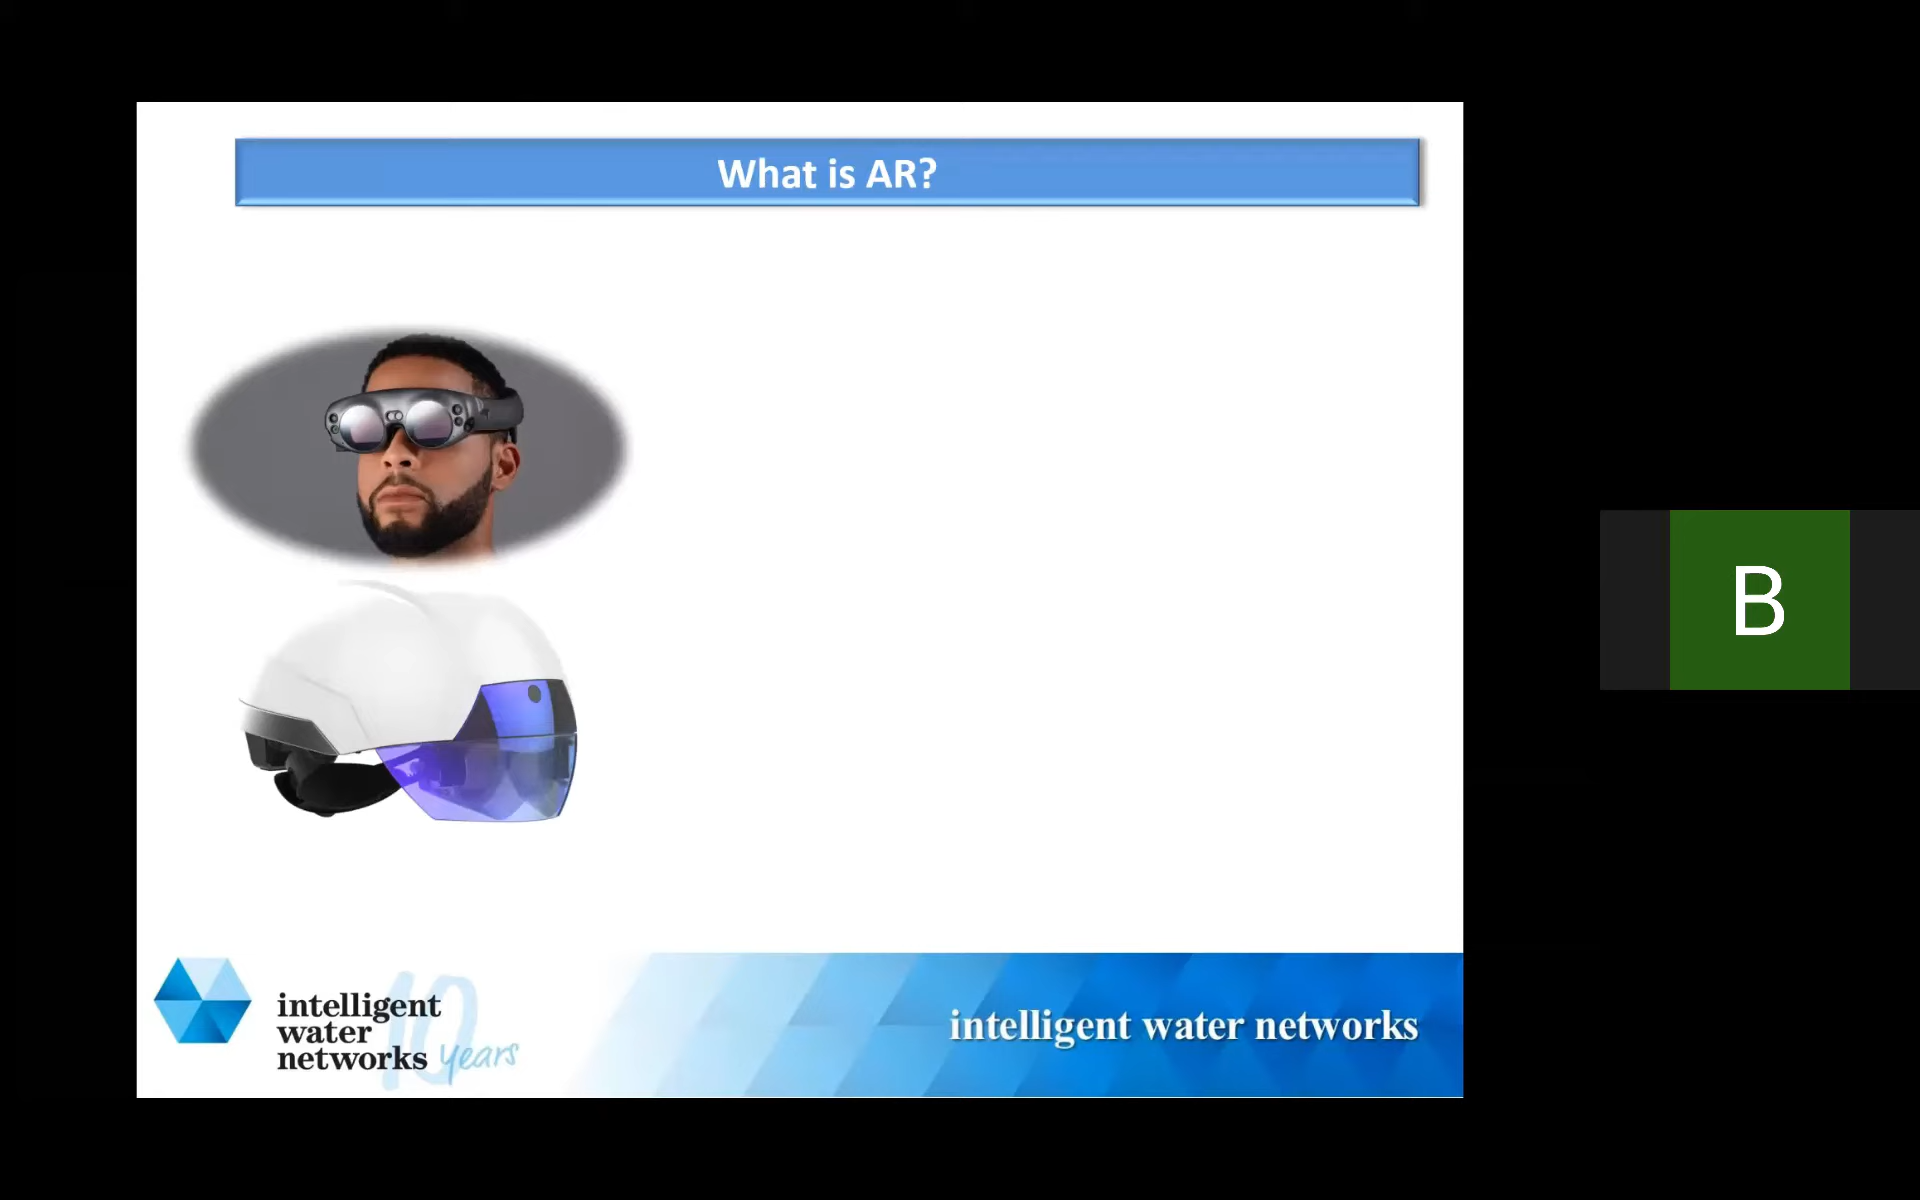 What is AR?
B
intelligent
water
networks
10 years
intelligent water networks